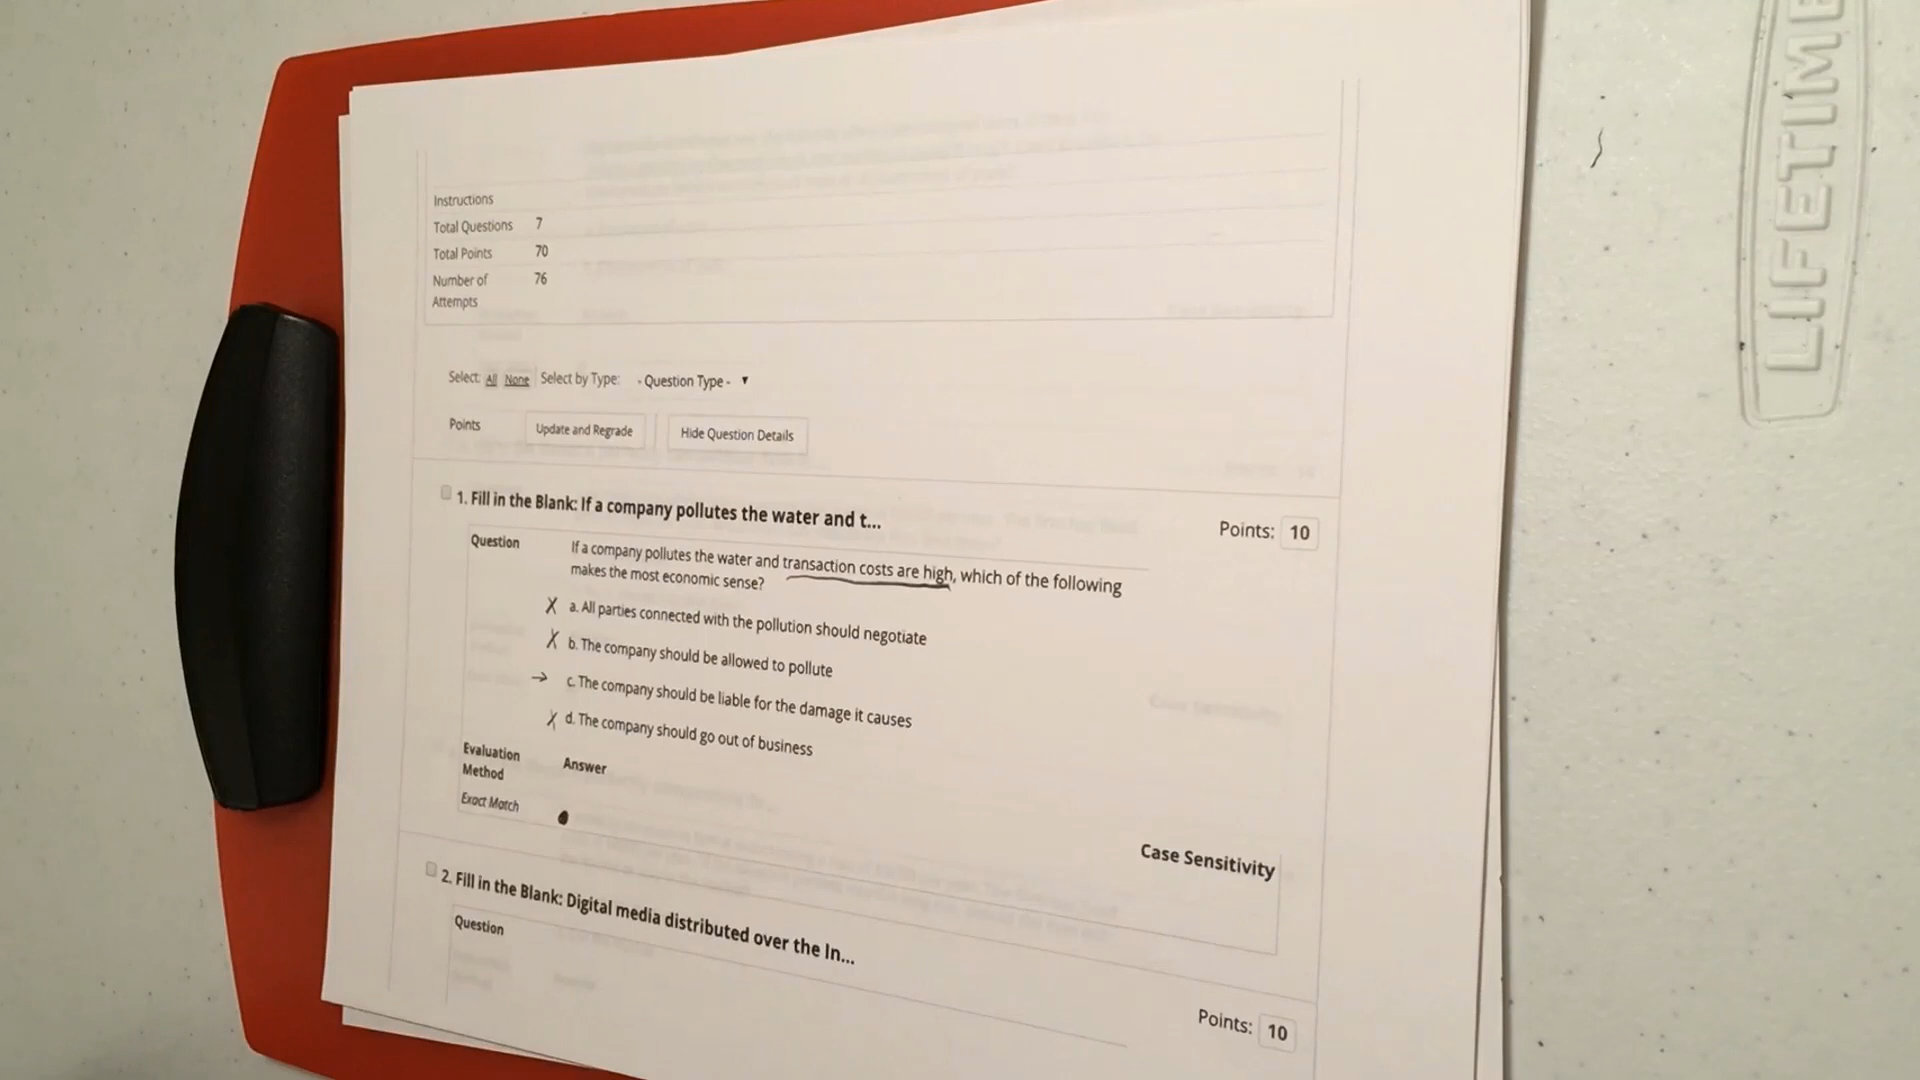 LIFETIME
Instructions
Total Questions 7
Total Points 70
Number of Attempts 76
Select: All None Select by Type: - Question Type - ▼
Points Update and Regrade Hide Question Details
1. Fill in the Blank: If a company pollutes the water and t...
Points: 10
Question If a company pollutes the water and transaction costs are high, which of the following
makes the most economic sense?
X a. All parties connected with the pollution should negotiate
X b. The company should be allowed to pollute
→ c. The company should be liable for the damage it causes
X d. The company should go out of business
Evaluation Method Answer
Case Sensitivity
Exact Match
2. Fill in the Blank: Digital media distributed over the In...
Points: 10
Question